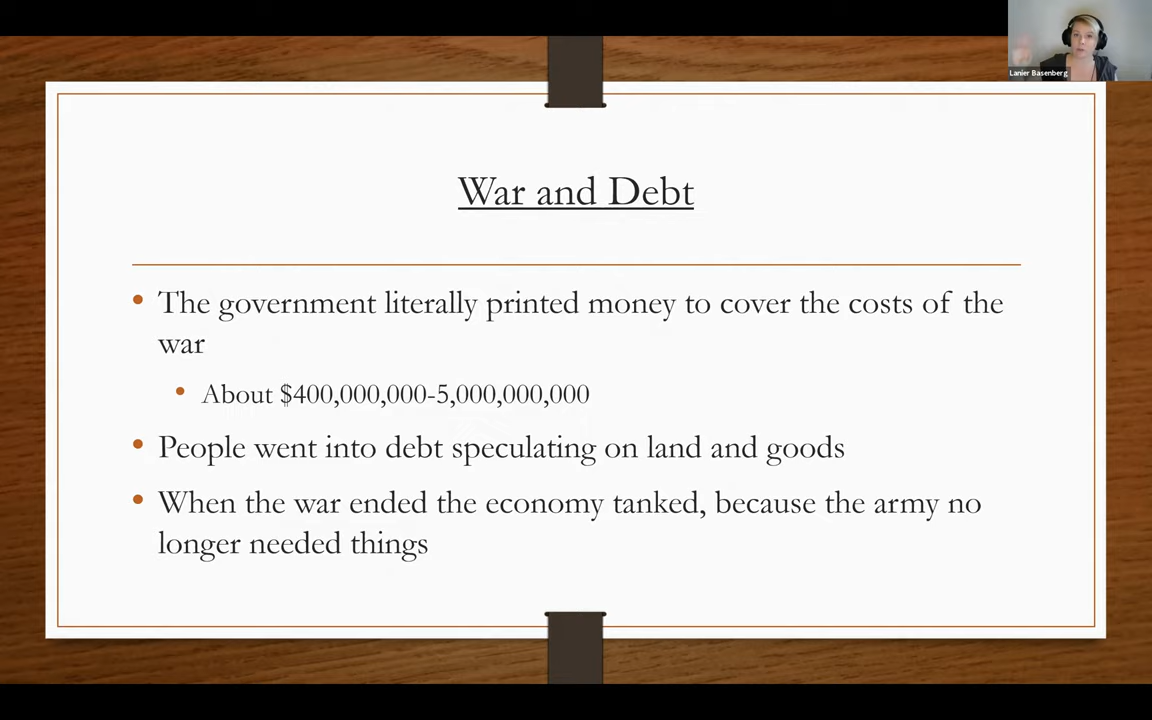 Lanier Basenberg
War and Debt
• The government literally printed money to cover the costs of the
war
• About $400,000,000-5,000,000,000
• People went into debt speculating on land and goods
• When the war ended the economy tanked, because the army no
longer needed things